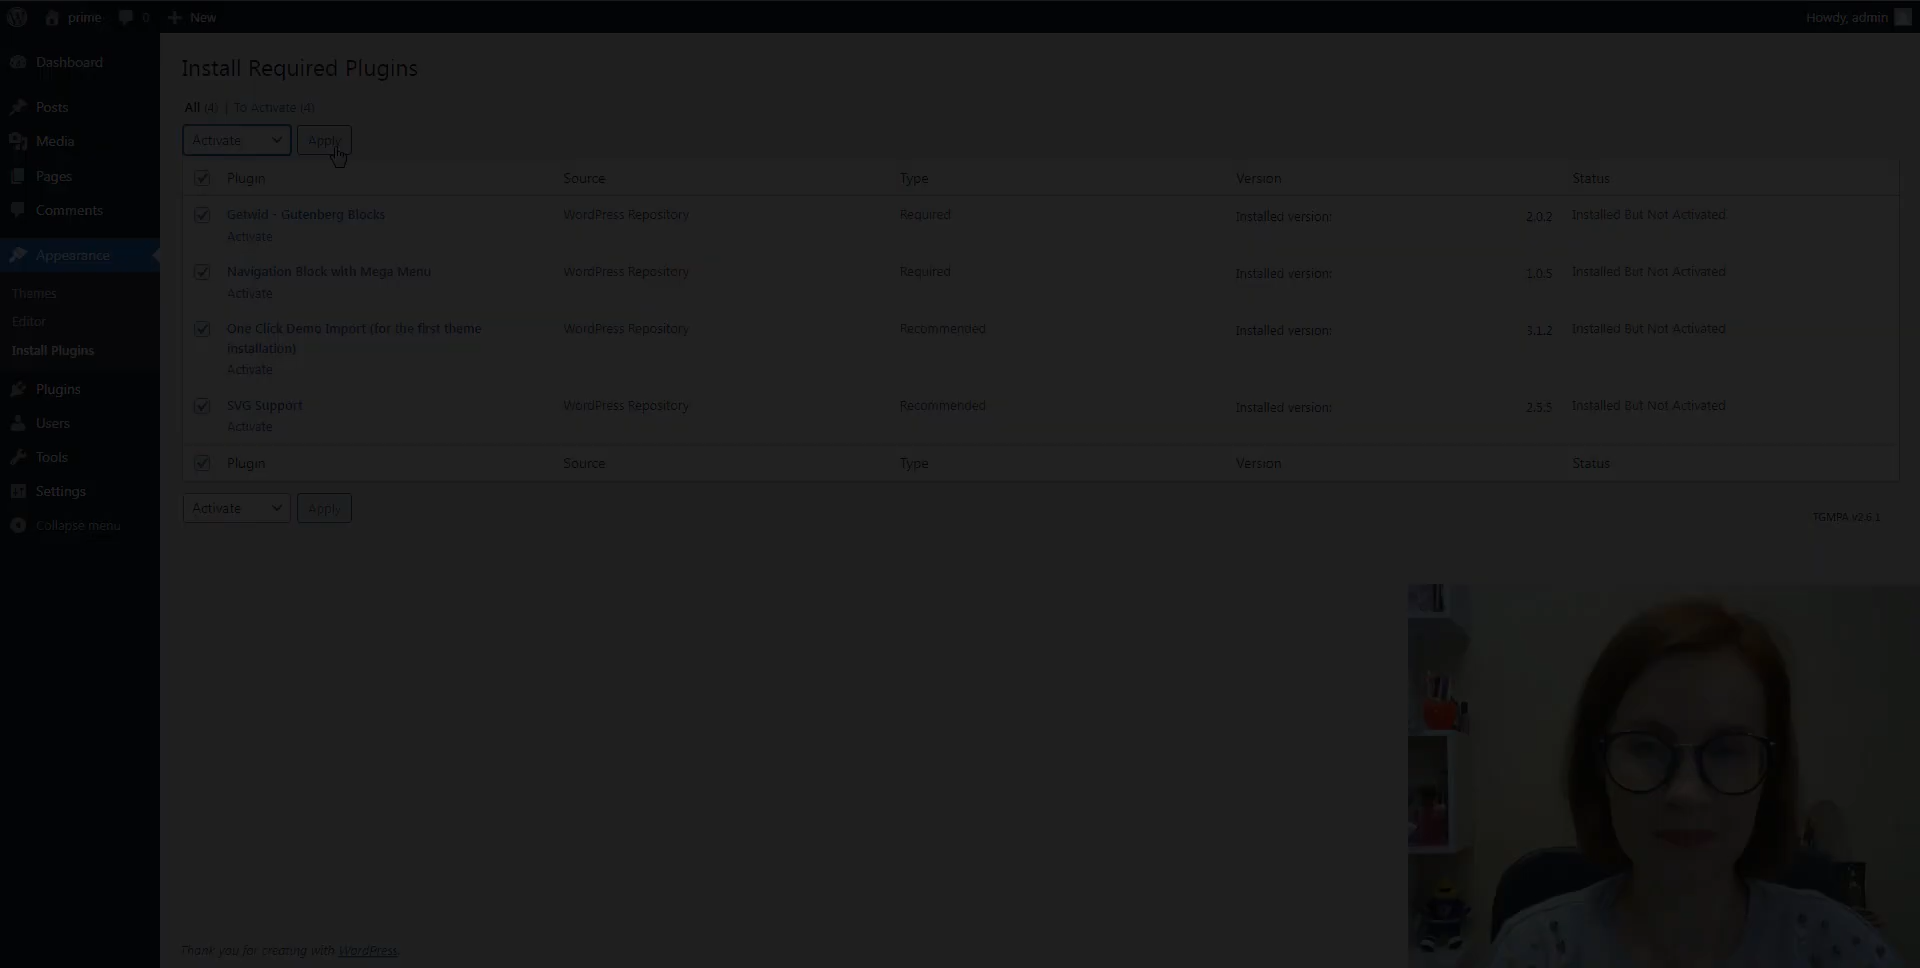 prime 0 New Howdy, admin
Dashboard
Posts
Media
Pages
Comments
Appearance
Themes
Editor
Install Plugins
Plugins
Users
Tools
Settings
Collapse menu
Install Required Plugins
All (4) | To Activate (4)
Activate Apply
Plugin Source Type Version Status
Getwid - Gutenberg Blocks WordPress Repository Required Installed version: 2.0.2 Installed But Not Activated
Activate
Navigation Block with Mega Menu WordPress Repository Required Installed version: 1.0.5 Installed But Not Activated
Activate
One Click Demo Import (for the first theme WordPress Repository Recommended Installed version: 3.1.2 Installed But Not Activated
installation)
Activate
SVG Support WordPress Repository Recommended Installed version: 2.5.5 Installed But Not Activated
Activate
Plugin Source Type Version Status
Activate Apply
TGMPA v2.6.1
Thank you for creating with WordPress.